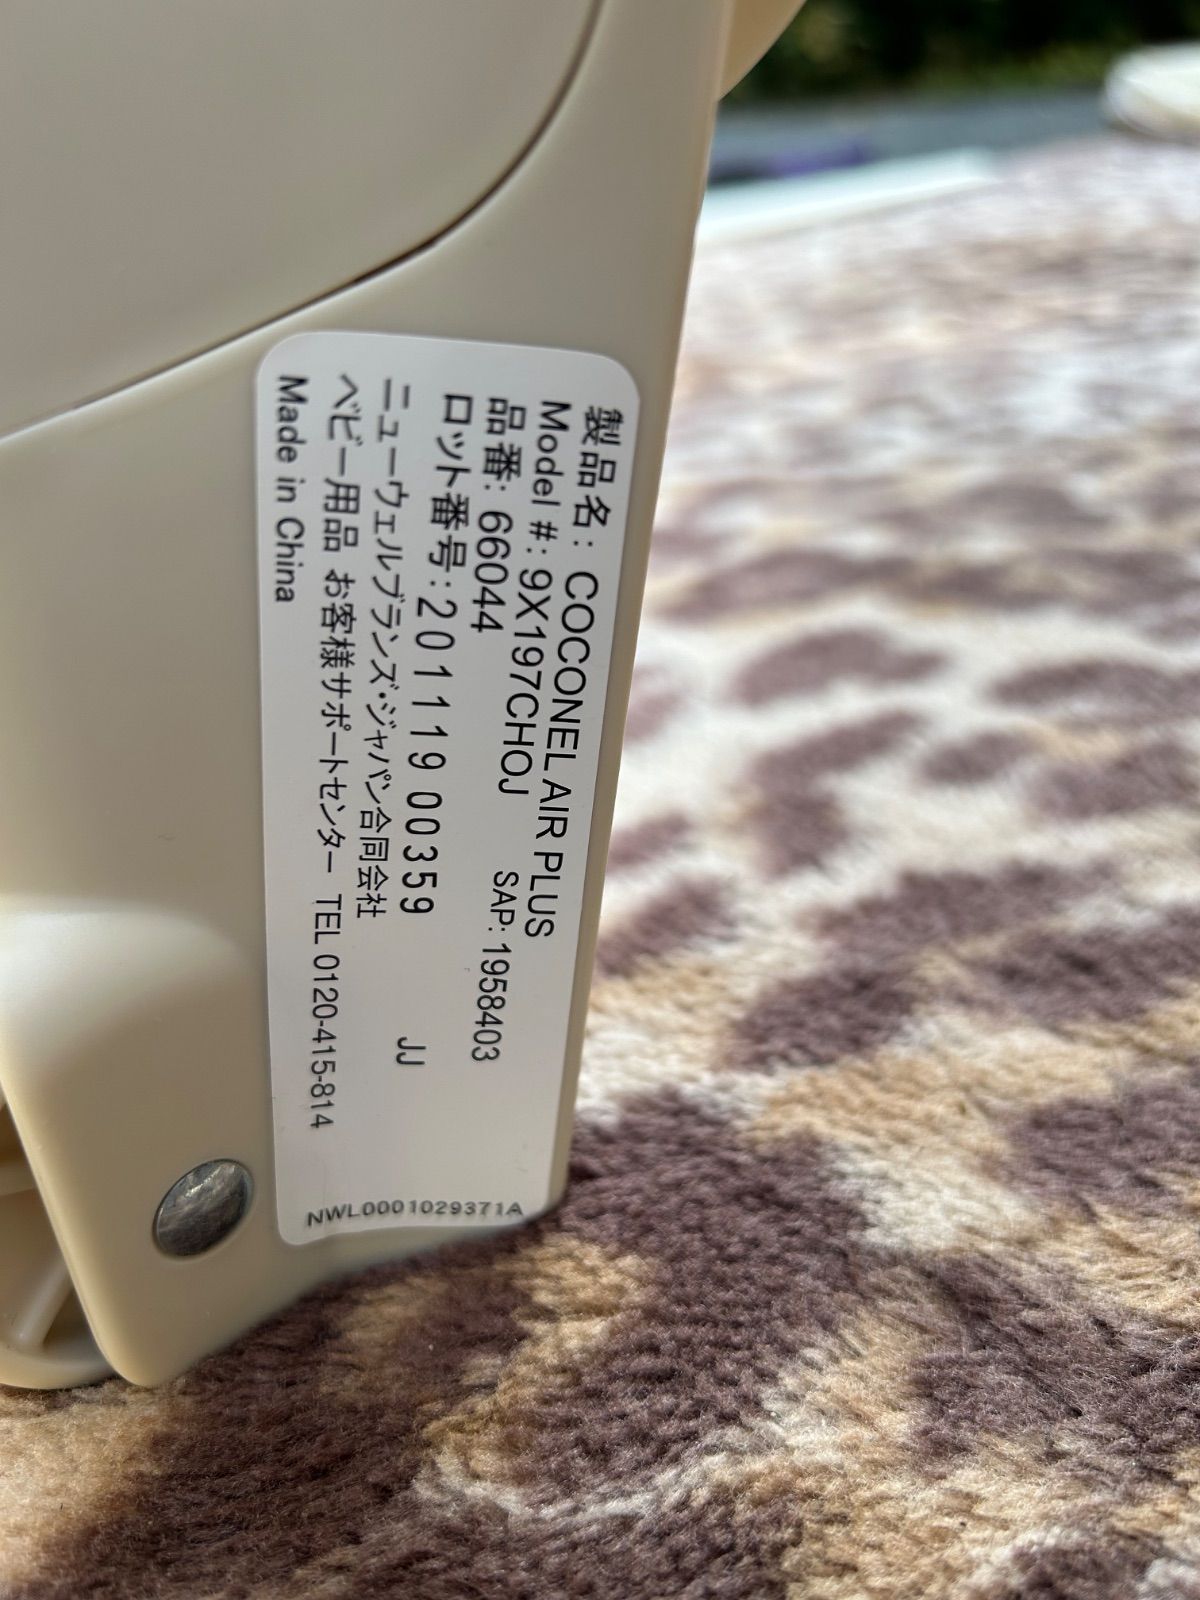 製品名: COCONEL AIR PLUS
Model #: 9X197CHOJ SAP: 1958403
品番: 66044
ロット番号: 201119 00359 JJ
ニューウェルブランズ・ジャパン合同会社
ベビー用品 お客様サポートセンター TEL 0120-415-814
Made in China
NWL0001029371A